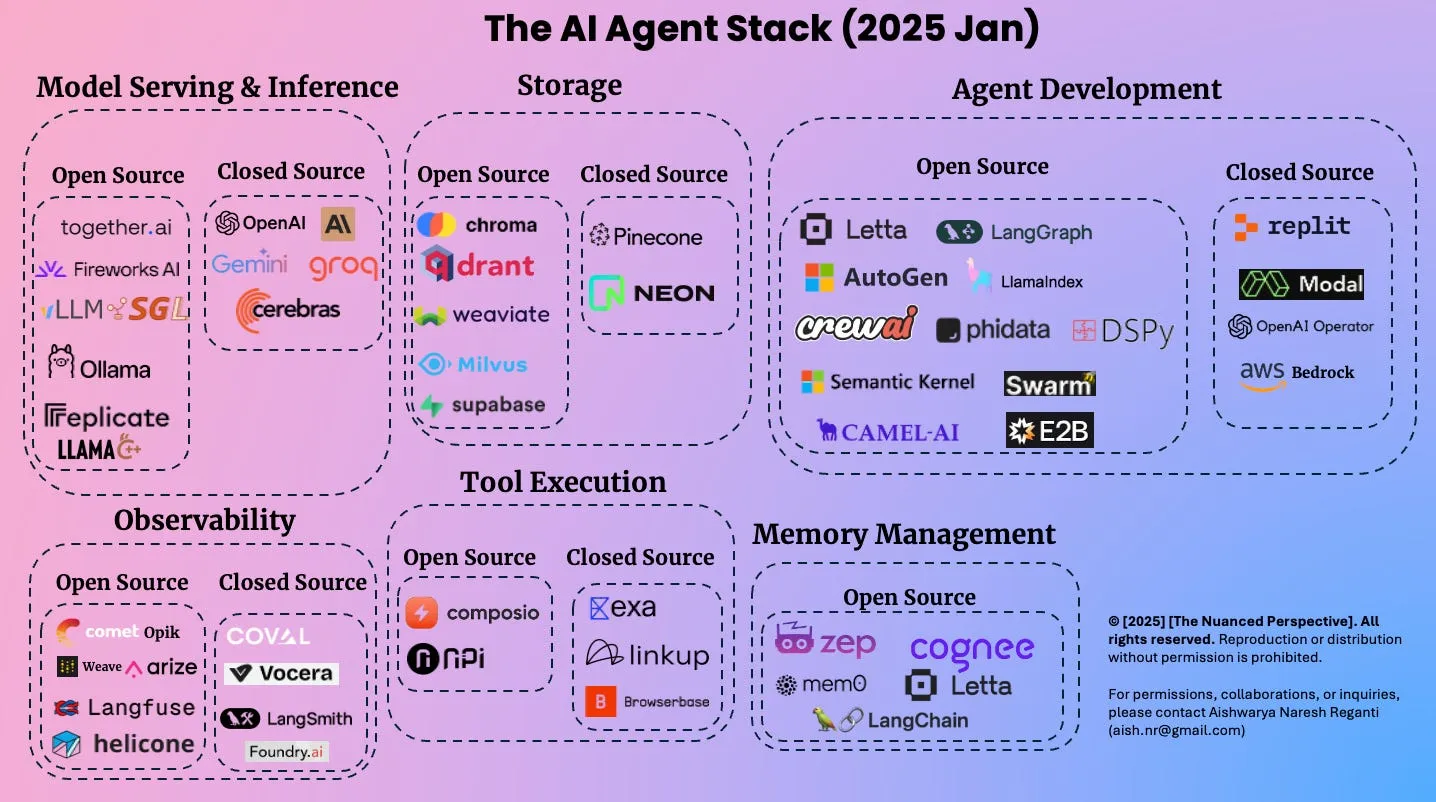 The AI Agent Stack (2025 Jan)
Model Serving & Inference
Open Source
together.ai
Fireworks AI
vLLM SGL
Ollama
Replicate
LLAMA C++
Closed Source
OpenAI A\
Gemini groq
cerebras
Storage
Open Source
chroma
qdrant
weaviate
Milvus
supabase
Closed Source
Pinecone
NEON
Agent Development
Open Source
Letta LangGraph
AutoGen LlamaIndex
crewai phidata DSPy
Semantic Kernel Swarm
CAMEL-AI E2B
Closed Source
replit
Modal
OpenAI Operator
aws Bedrock
Observability
Open Source
comet Opik
Weave arize
Langfuse
helicone
Closed Source
COVAL
Vocera
LangSmith
Foundry.ai
Tool Execution
Open Source
composio
n nPi
Closed Source
exa
linkup
B Browserbase
Memory Management
Open Source
zep cognee
mem0 Letta
LangChain
© [2025] [The Nuanced Perspective]. All
rights reserved. Reproduction or distribution
without permission is prohibited.
For permissions, collaborations, or inquiries,
please contact Aishwarya Naresh Reganti
(aish.nr@gmail.com)